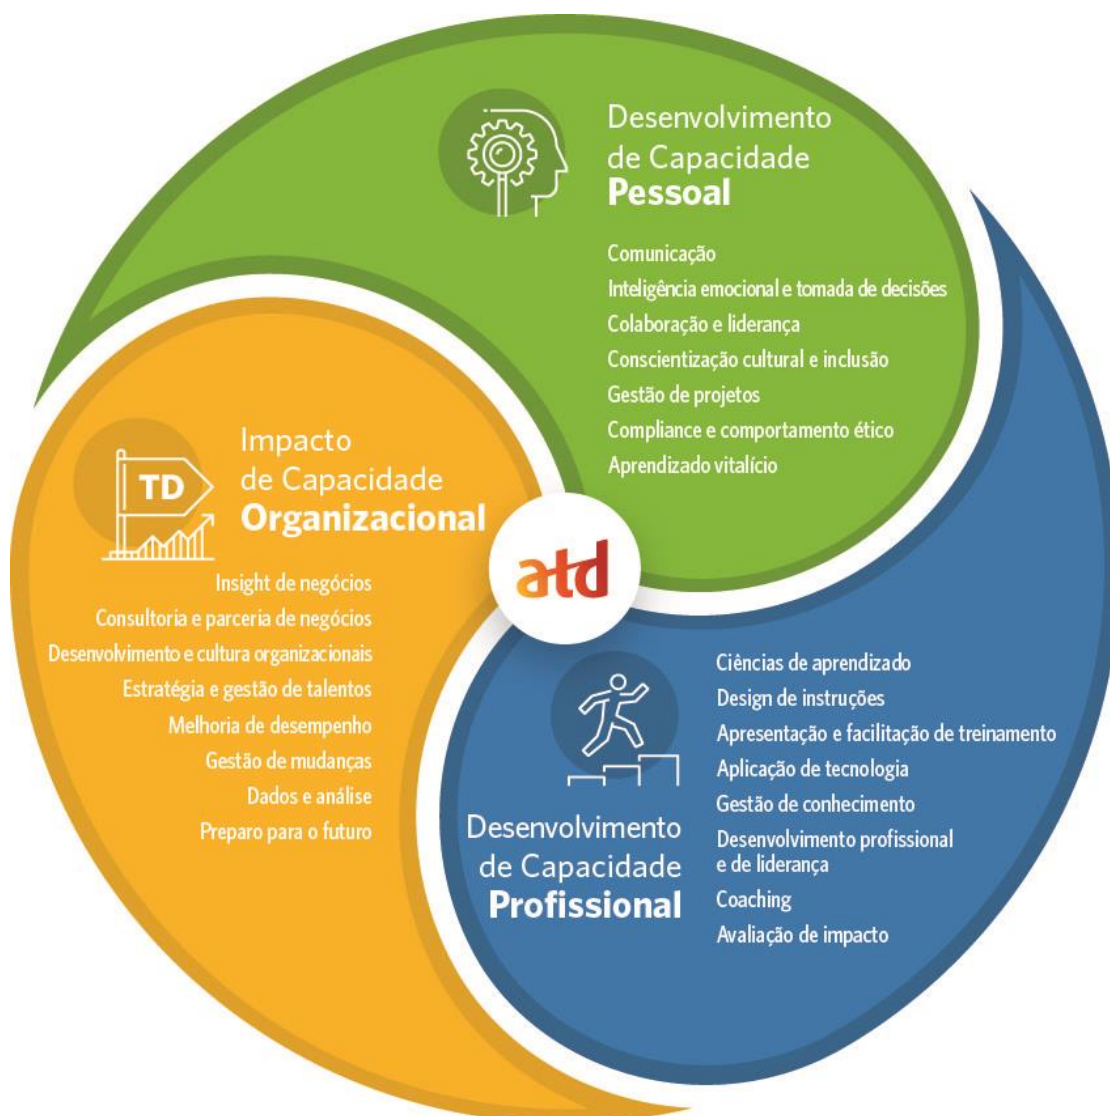 Desenvolvimento
de Capacidade
Pessoal
Comunicação
Inteligência emocional e tomada de decisões
Colaboração e liderança
Conscientização cultural e inclusão
Gestão de projetos
Compliance e comportamento ético
Aprendizado vitalício
TD
Impacto
de Capacidade
Organizacional
Insight de negócios
Consultoria e parceria de negócios
Desenvolvimento e cultura organizacionais
Estratégia e gestão de talentos
Melhoria de desempenho
Gestão de mudanças
Dados e análise
Preparo para o futuro
atd
Desenvolvimento
de Capacidade
Profissional
Ciências de aprendizado
Design de instruções
Apresentação e facilitação de treinamento
Aplicação de tecnologia
Gestão de conhecimento
Desenvolvimento profissional
e de liderança
Coaching
Avaliação de impacto